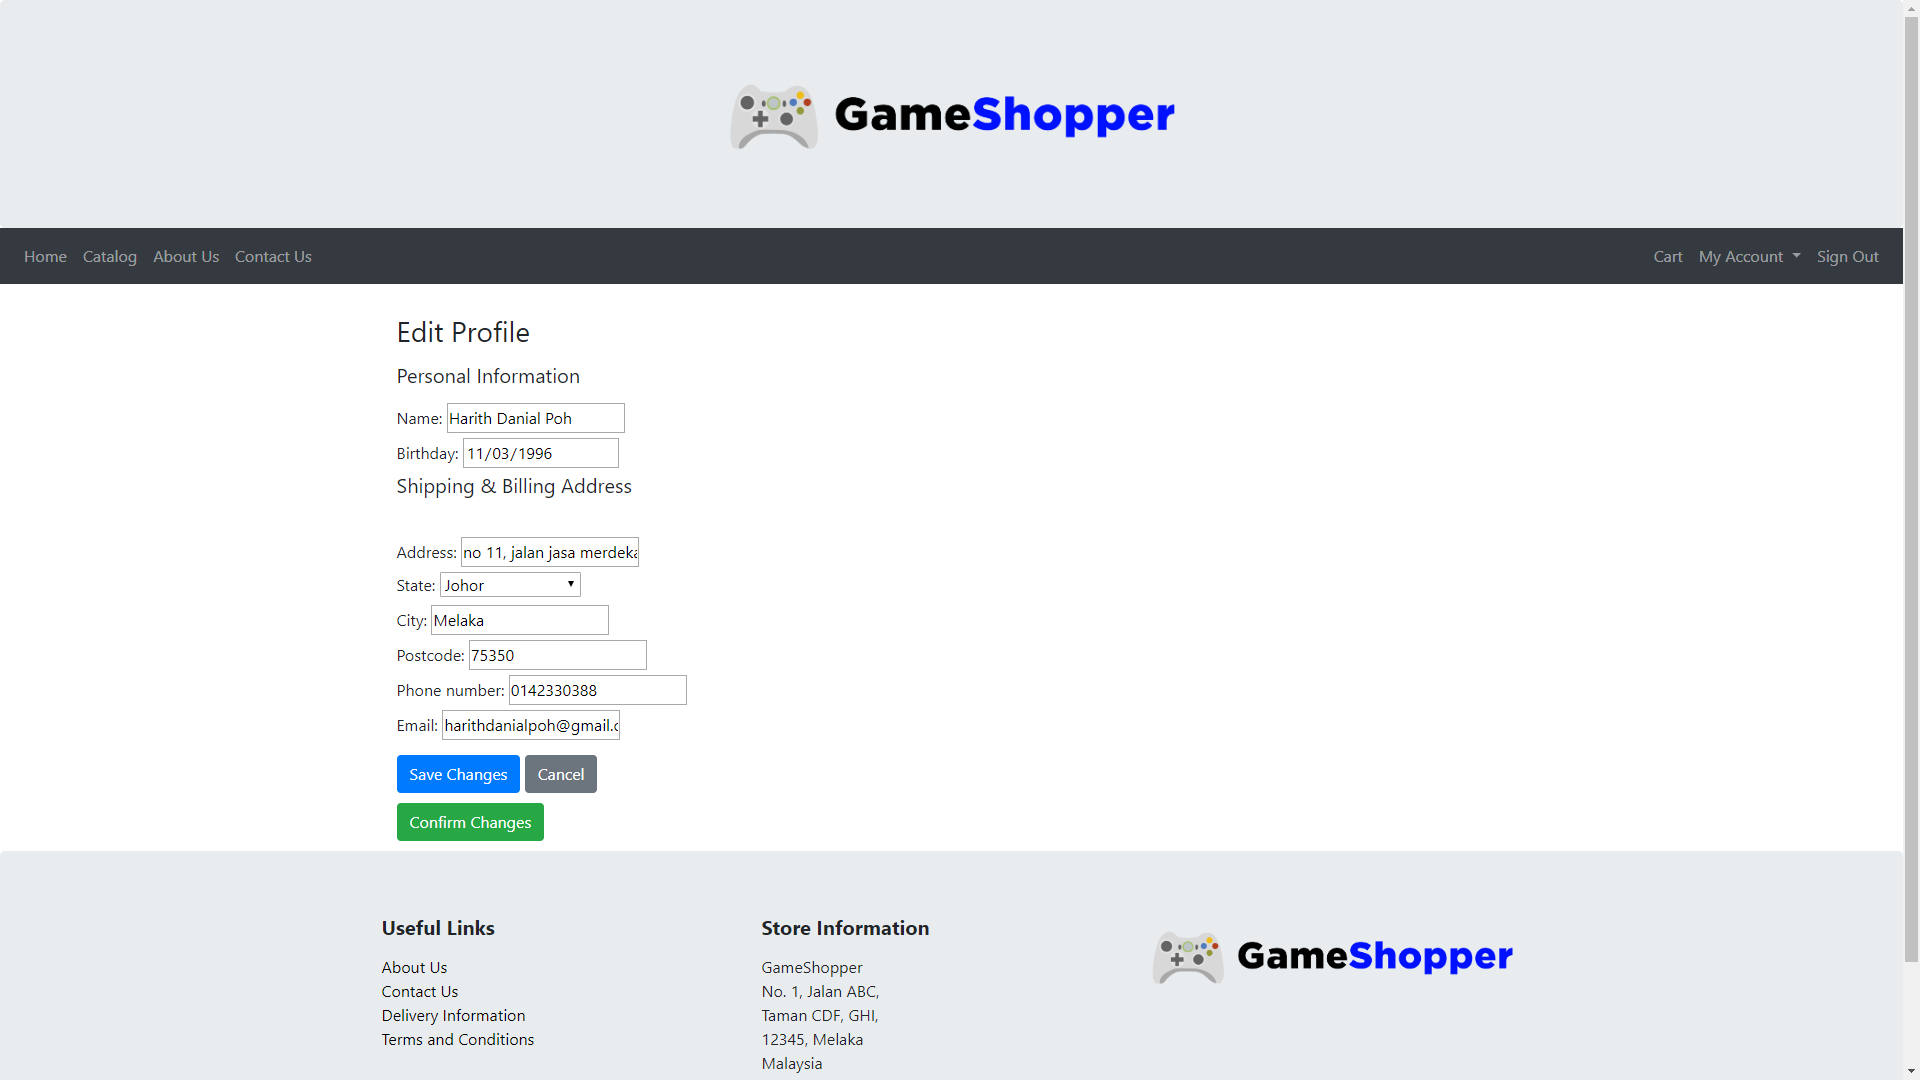 GameShopper
Home Catalog About Us Contact Us Cart My Account Sign Out
Edit Profile
Personal Information
Name: Harith Danial Poh
Birthday: 11/03/1996
Shipping & Billing Address
Address: no 11, jalan jasa merdeka
State: Johor
City: Melaka
Postcode: 75350
Phone number: 0142330388
Email: harithdanialpoh@gmail.c
Save Changes Cancel
Confirm Changes
Useful Links
About Us
Contact Us
Delivery Information
Terms and Conditions
Store Information
GameShopper
No. 1, Jalan ABC,
Taman CDF, GHI,
12345, Melaka
Malaysia
GameShopper